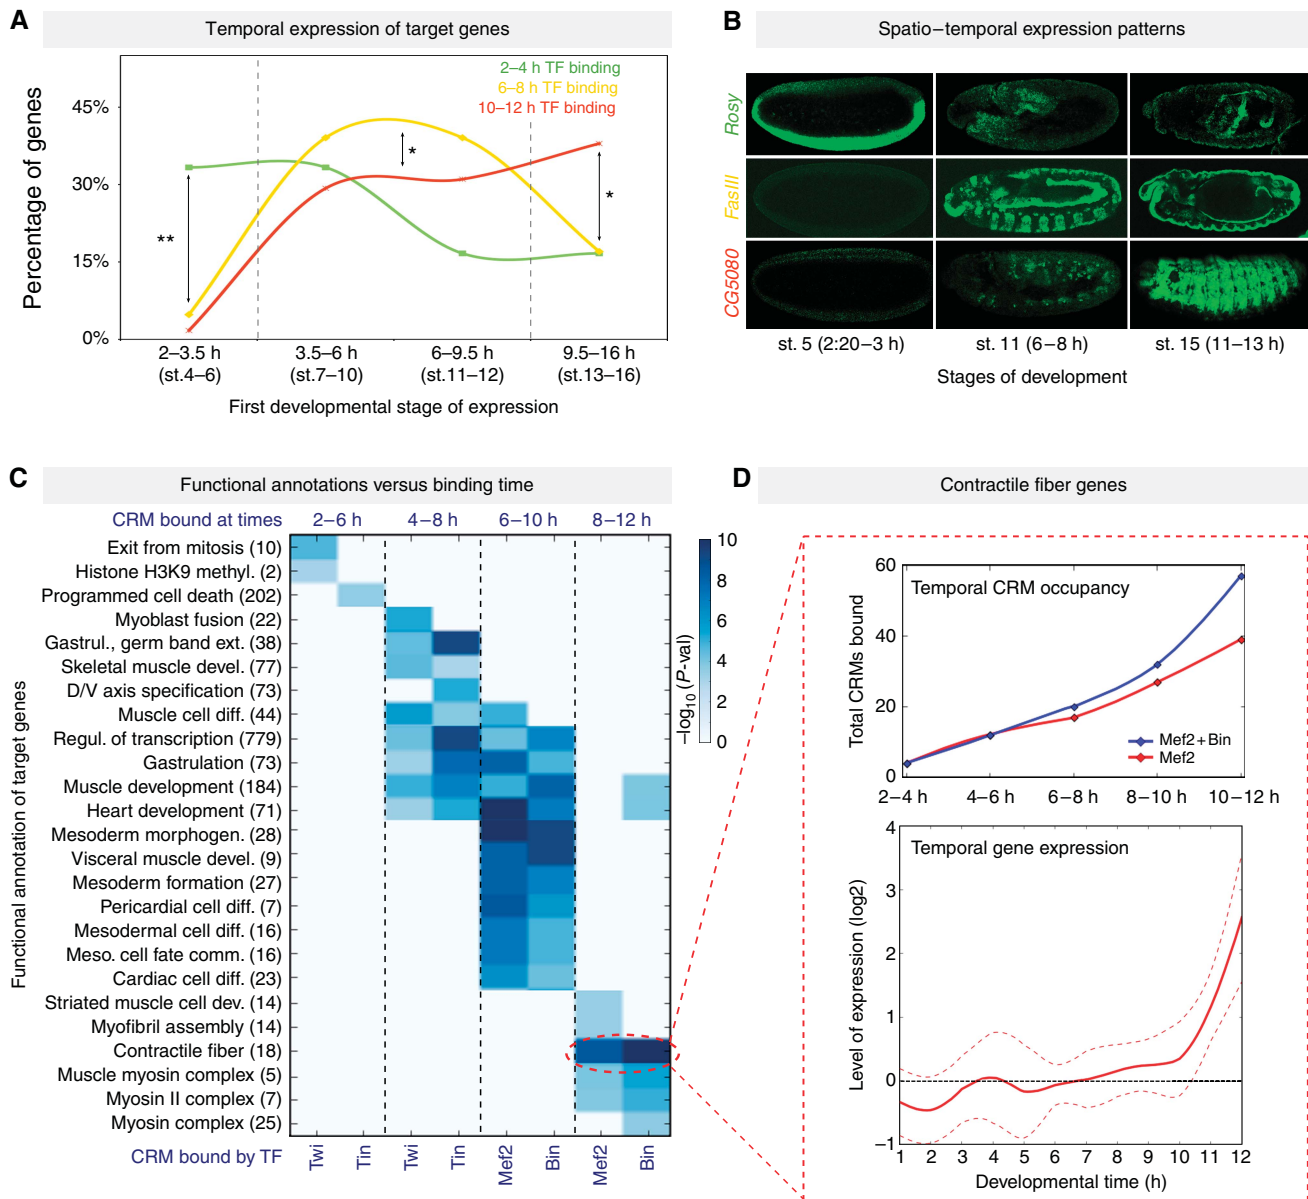 A
Temporal expression of target genes
2–4 h TF binding
6–8 h TF binding
10–12 h TF binding
Percentage of genes
45%
30%
15%
0%
**
*
*
2–3.5 h
(st.4–6)
3.5–6 h
(st.7–10)
6–9.5 h
(st.11–12)
9.5–16 h
(st.13–16)
First developmental stage of expression
B
Spatio–temporal expression patterns
Rosy
FasIII
CG5080
st. 5 (2:20–3 h)
st. 11 (6–8 h)
st. 15 (11–13 h)
Stages of development
C
Functional annotations versus binding time
CRM bound at times
2–6 h
4–8 h
6–10 h
8–12 h
Functional annotation of target genes
Exit from mitosis (10)
Histone H3K9 methyl. (2)
Programmed cell death (202)
Myoblast fusion (22)
Gastrul., germ band ext. (38)
Skeletal muscle devel. (77)
D/V axis specification (73)
Muscle cell diff. (44)
Regul. of transcription (779)
Gastrulation (73)
Muscle development (184)
Heart development (71)
Mesoderm morphogen. (28)
Visceral muscle devel. (9)
Mesoderm formation (27)
Pericardial cell diff. (7)
Mesodermal cell diff. (16)
Meso. cell fate comm. (16)
Cardiac cell diff. (23)
Striated muscle cell dev. (14)
Myofibril assembly (14)
Contractile fiber (18)
Muscle myosin complex (5)
Myosin II complex (7)
Myosin complex (25)
CRM bound by TF
Twi
Tin
Twi
Tin
Mef2
Bin
Mef2
Bin
10
8
6
4
2
0
–log10(P-val)
D
Contractile fiber genes
Temporal CRM occupancy
Total CRMs bound
60
40
20
0
Mef2+Bin
Mef2
2–4h
4–6h
6–8h
8–10h
10–12h
Temporal gene expression
Level of expression (log2)
4
3
2
1
0
–1
1 2 3 4 5 6 7 8 9 10 11 12
Developmental time (h)